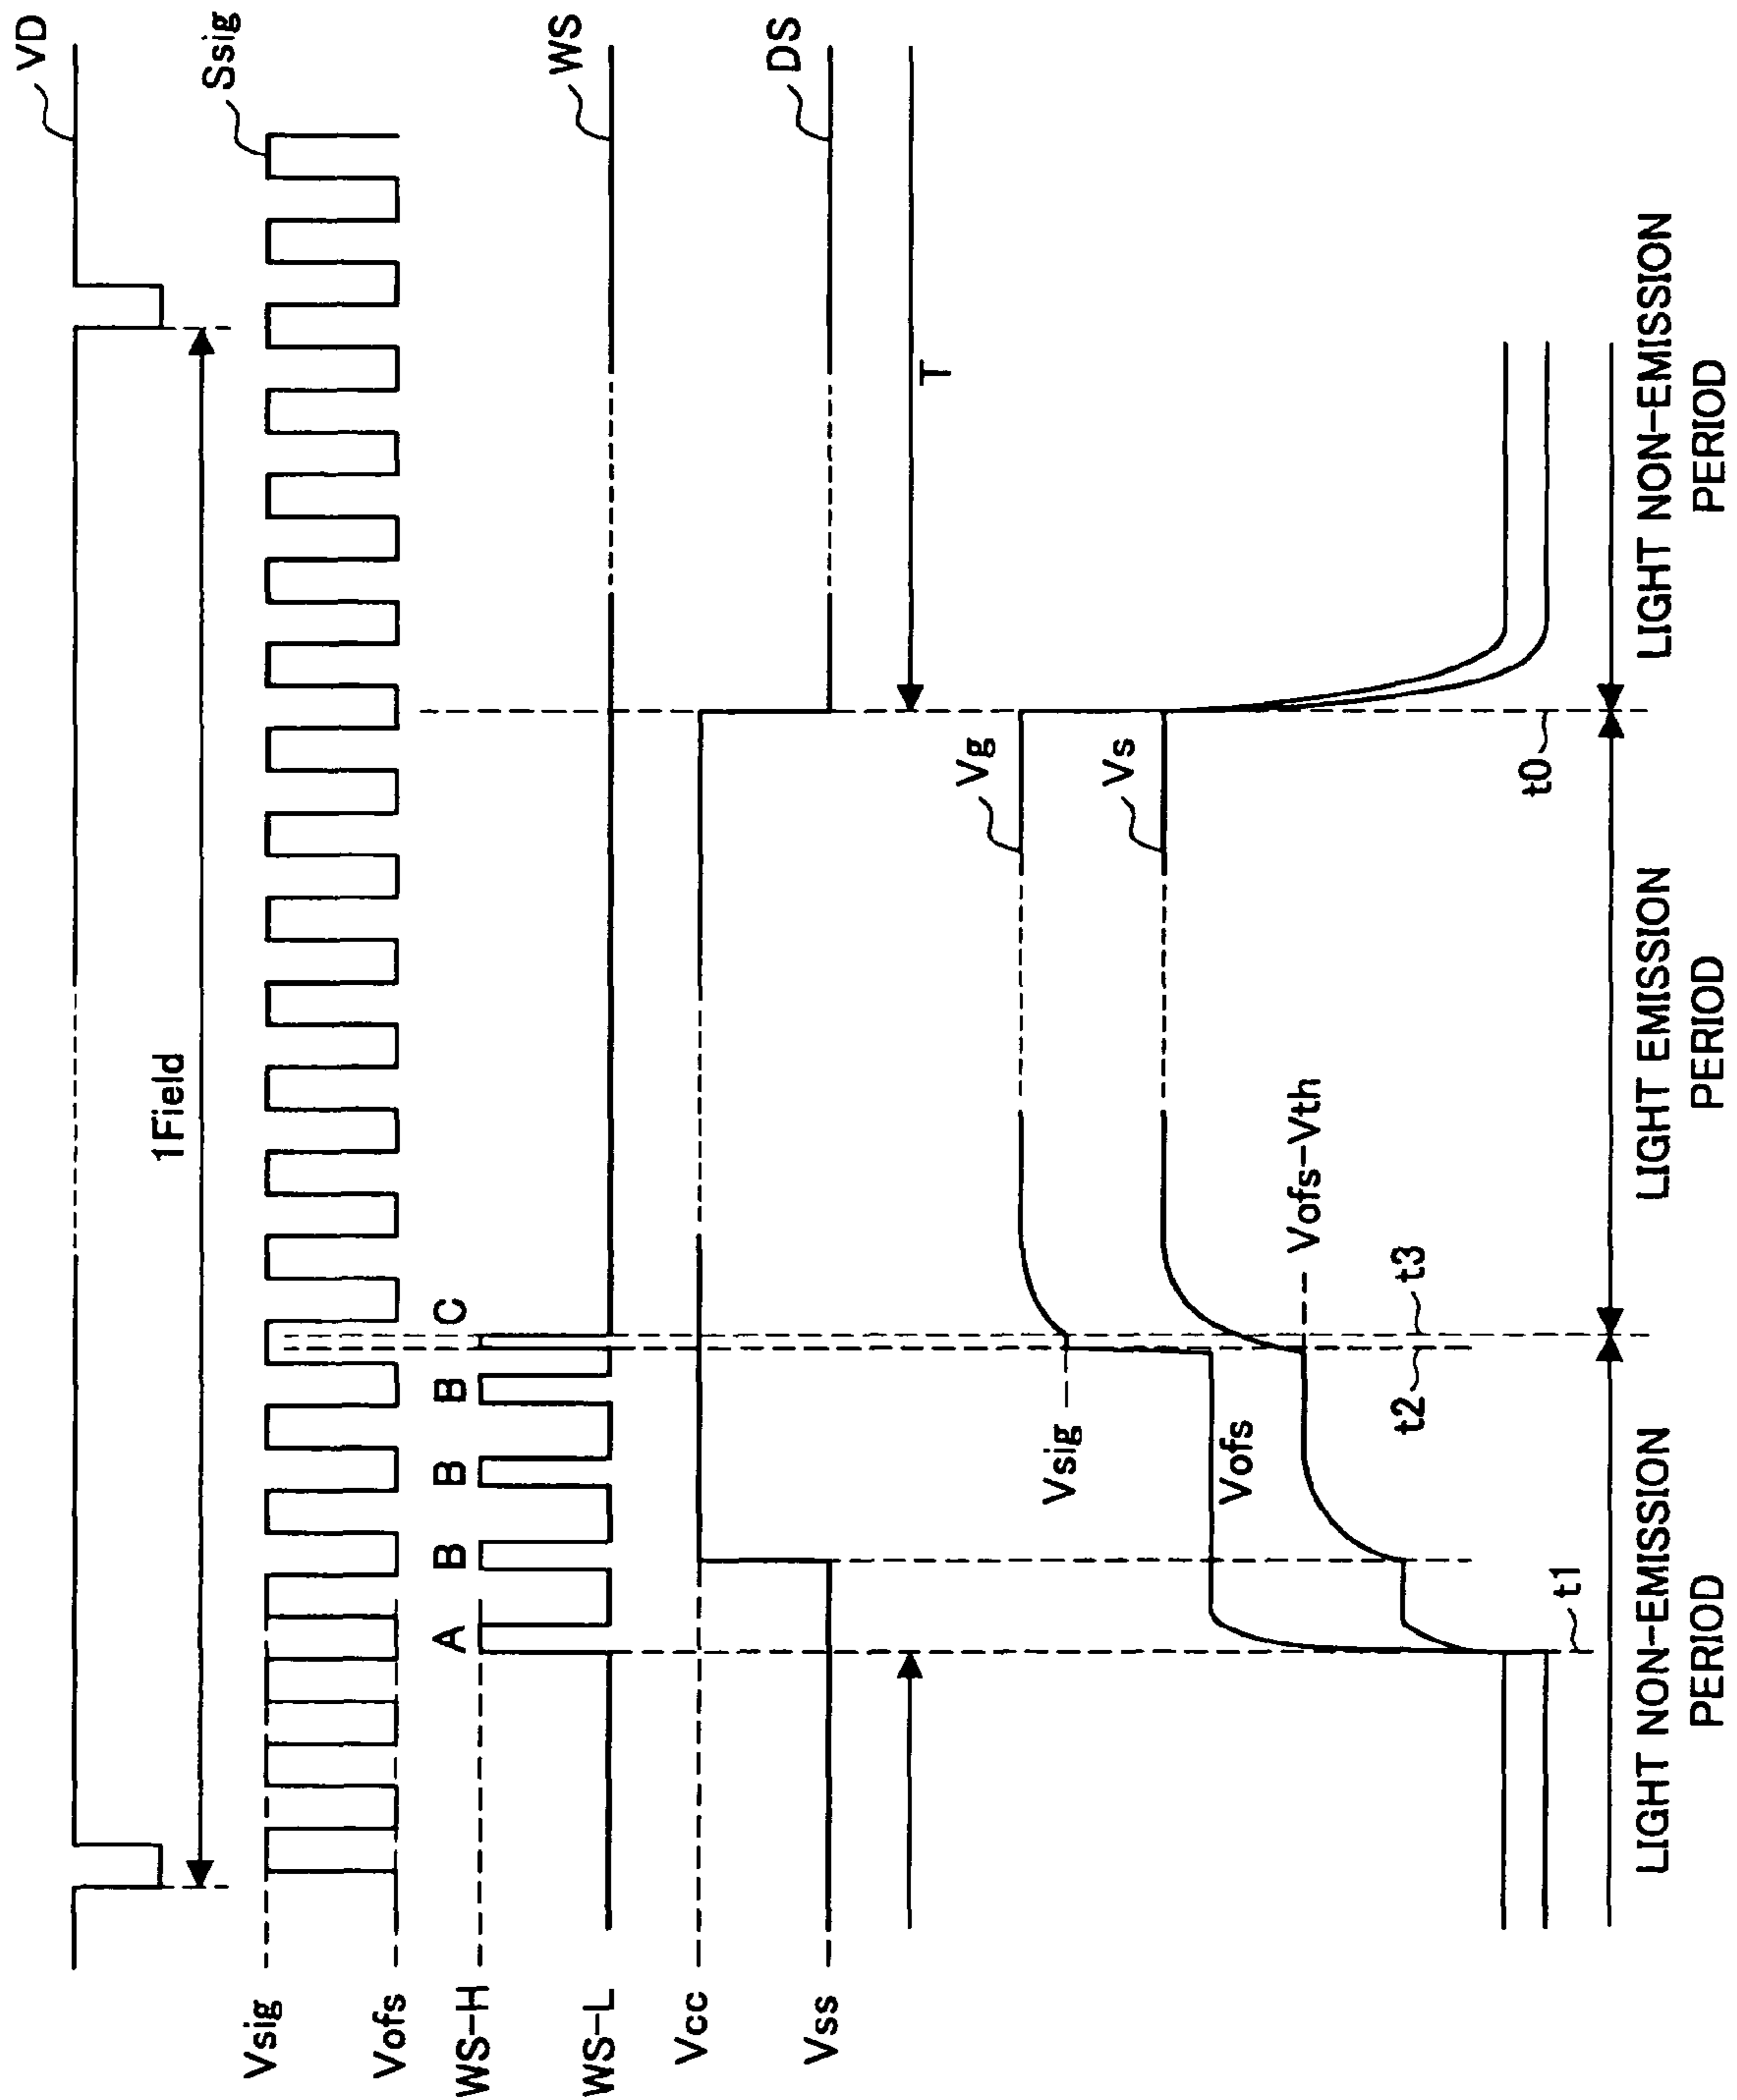 VD
1Field
Ssig
Vsig
Vofs
A
B
B
B
C
WS-H
WS-L
WS
Vcc
Vss
DS
T
Vsig
Vofs
Vg
Vs
Vofs-Vth
t1
t2
t3
t0
LIGHT NON-EMISSION
PERIOD
LIGHT EMISSION
PERIOD
LIGHT NON-EMISSION
PERIOD